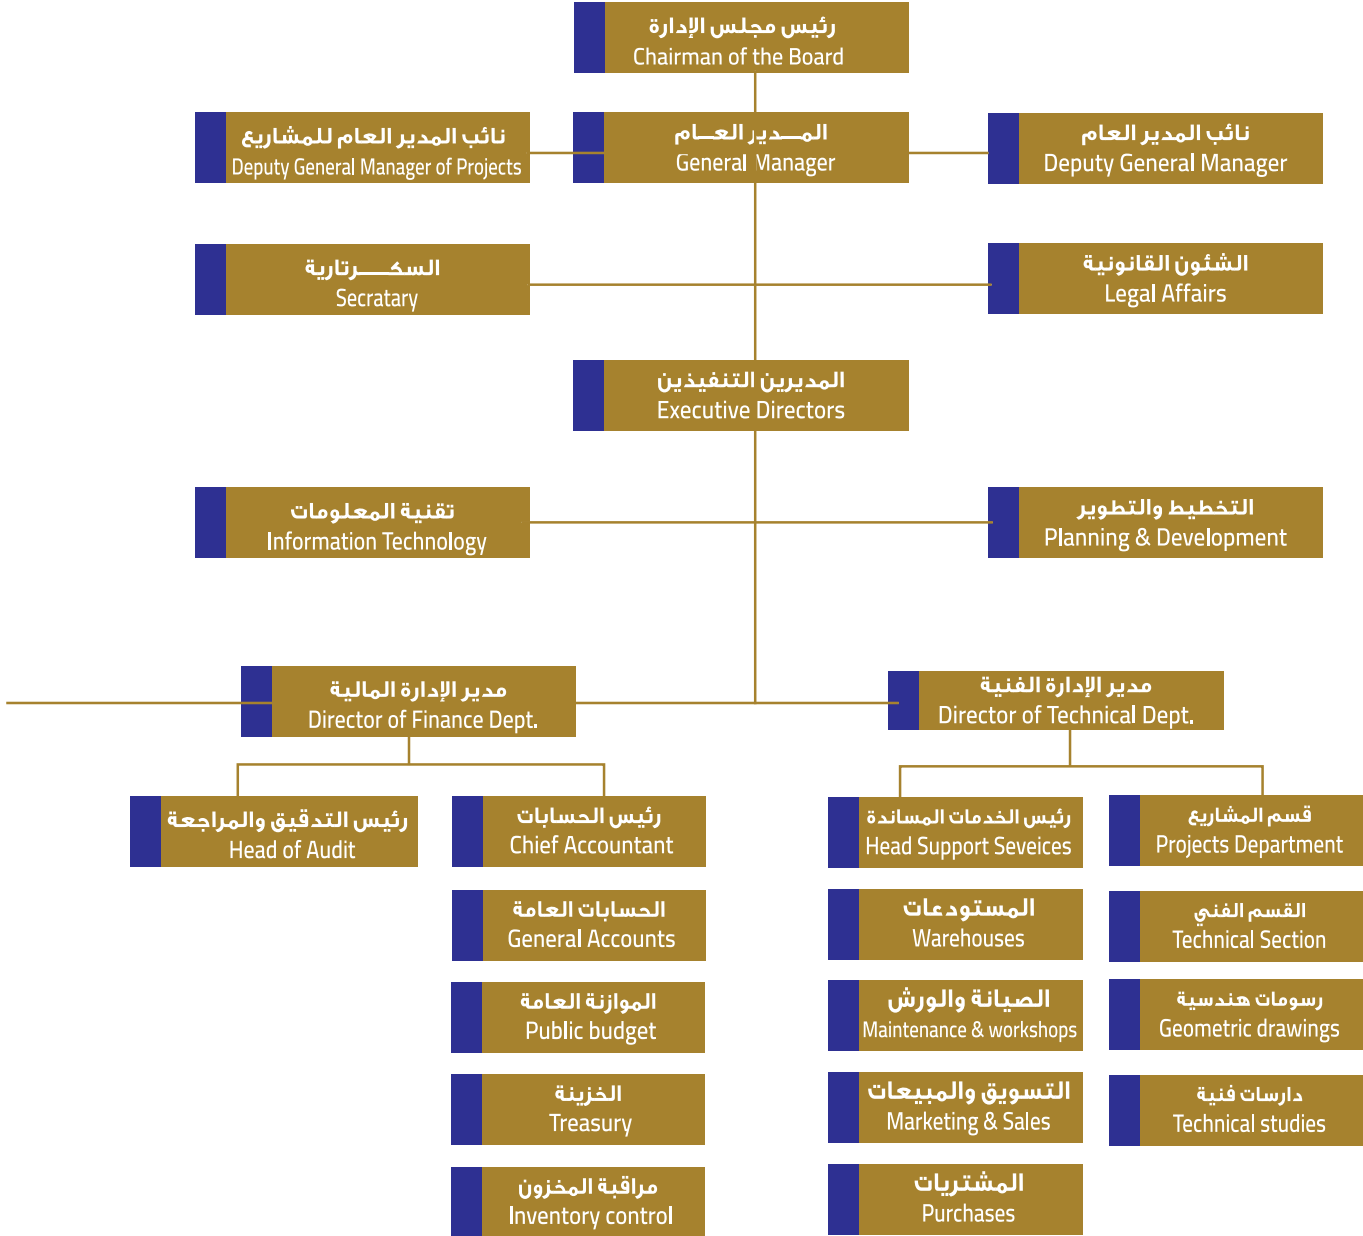 رئيس مجلس الإدارة
Chairman of the Board
نائب المدير العام للمشاريع
Deputy General Manager of Projects
المـــدير العــام
General Manager
نائب المدير العام
Deputy General Manager
السكـــــرتارية
Secratary
الشئون القانونية
Legal Affairs
المديرين التنفيذين
Executive Directors
تقنية المعلومات
Information Technology
التخطيط والتطوير
Planning & Development
مدير الإدارة المالية
Director of Finance Dept.
مدير الإدارة الفنية
Director of Technical Dept.
رئيس التدقيق والمراجعة
Head of Audit
رئيس الحسابات
Chief Accountant
الحسابات العامة
General Accounts
الموازنة العامة
Public budget
الخزينة
Treasury
مراقبة المخزون
Inventory control
رئيس الخدمات المساندة
Head Support Seveices
المستودعات
Warehouses
الصيانة والورش
Maintenance & workshops
التسويق والمبيعات
Marketing & Sales
المشتريات
Purchases
قسم المشاريع
Projects Department
القسم الفني
Technical Section
رسومات هندسية
Geometric drawings
دارسات فنية
Technical studies